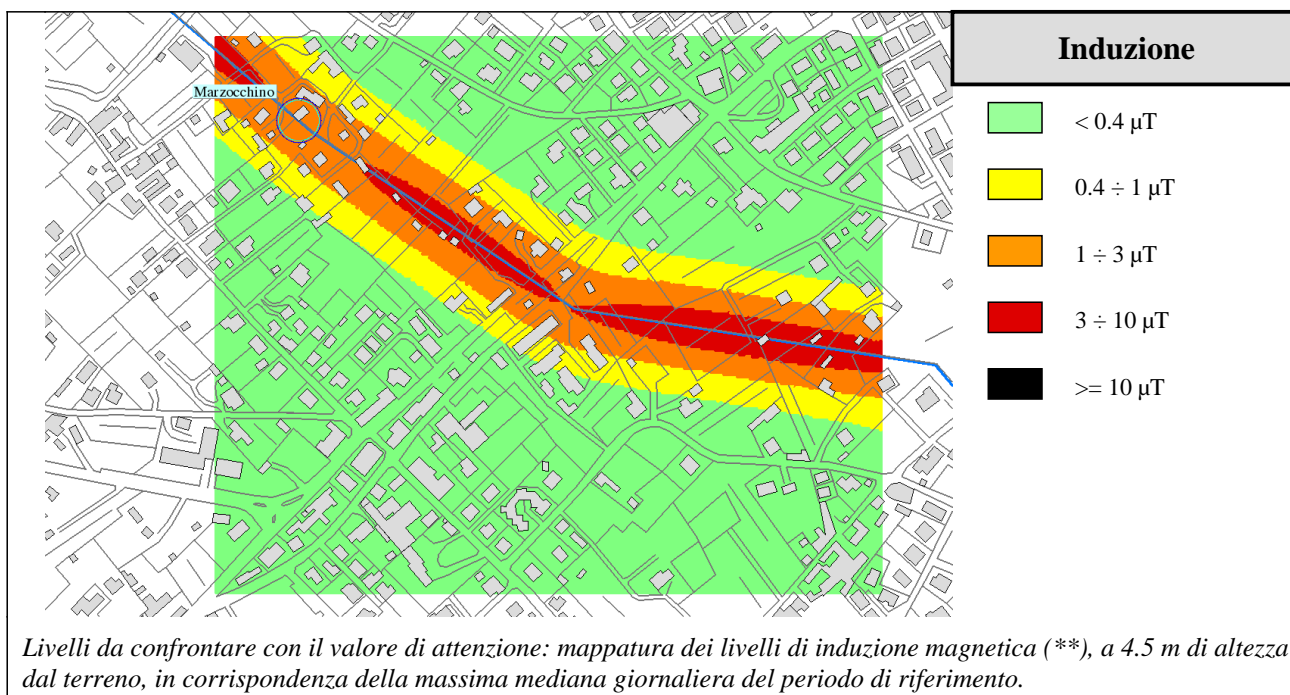 Marzocchino
Induzione
< 0.4 µT
0.4 ÷ 1 µT
1 ÷ 3 µT
3 ÷ 10 µT
>= 10 µT
Livelli da confrontare con il valore di attenzione: mappatura dei livelli di induzione magnetica (**), a 4.5 m di altezza
dal terreno, in corrispondenza della massima mediana giornaliera del periodo di riferimento.